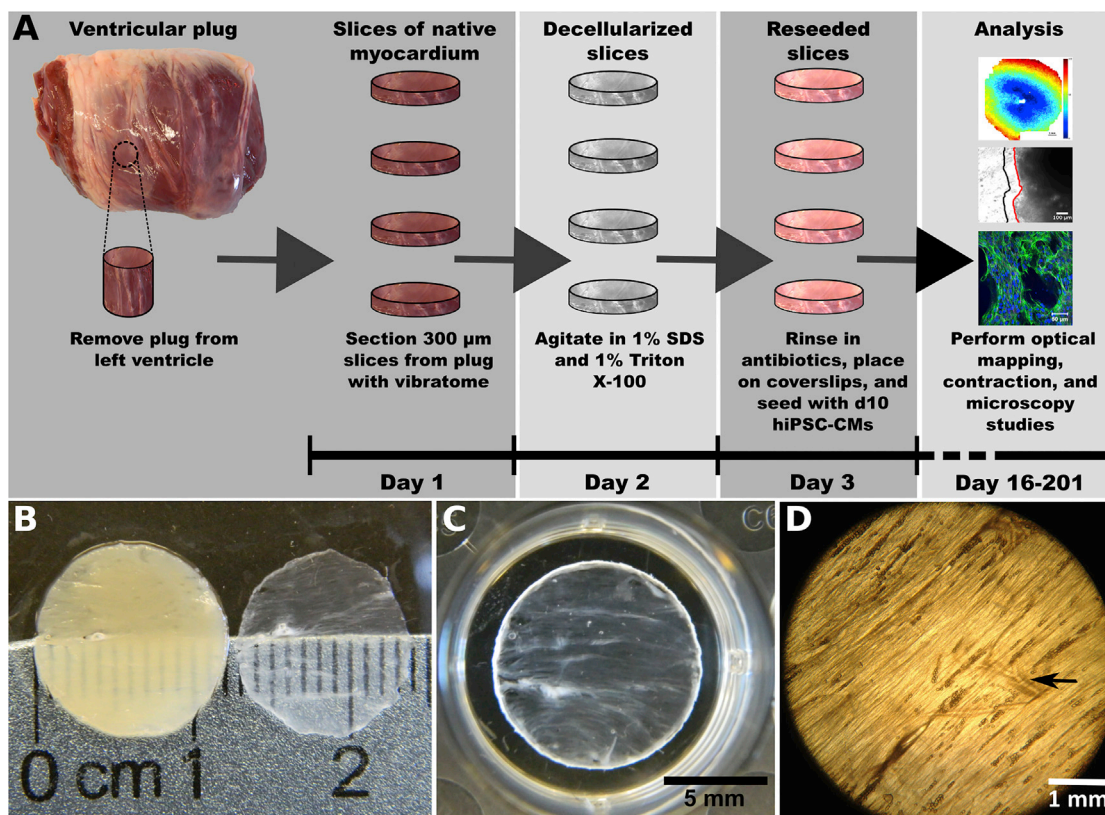 A
Ventricular plug
Remove plug from
left ventricle
Slices of native
myocardium
Section 300 µm
slices from plug
with vibratome
Decellularized
slices
Agitate in 1% SDS
and 1% Triton
X-100
Reseeded
slices
Rinse in
antibiotics, place
on coverslips, and
seed with d10
hiPSC-CMs
Analysis
100 µm
50 µm
Perform optical
mapping,
contraction, and
microscopy
studies
Day 1
Day 2
Day 3
Day 16-201
B
0 cm 1 2
C
5 mm
D
1 mm